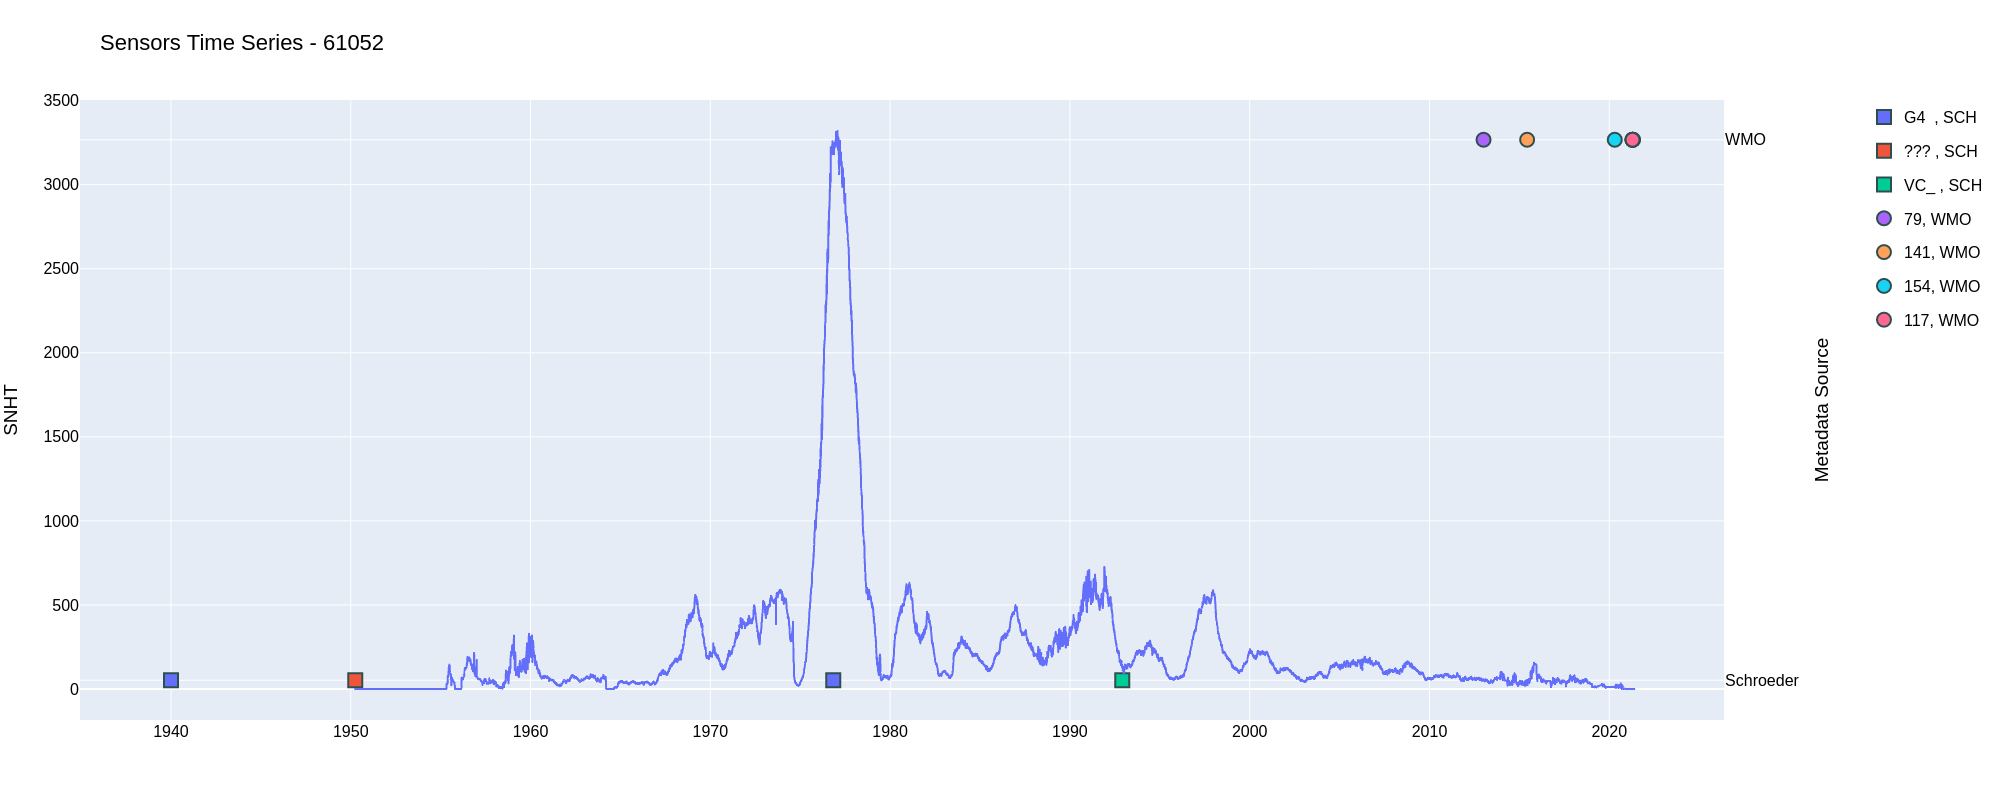 Sensors Time Series - 61052
3500
3000
2500
2000
1500
1000
500
0
SNHT
1940
1950
1960
1970
1980
1990
2000
2010
2020
WMO
Schroeder
Metadata Source
G4  , SCH
??? , SCH
VC_ , SCH
79, WMO
141, WMO
154, WMO
117, WMO